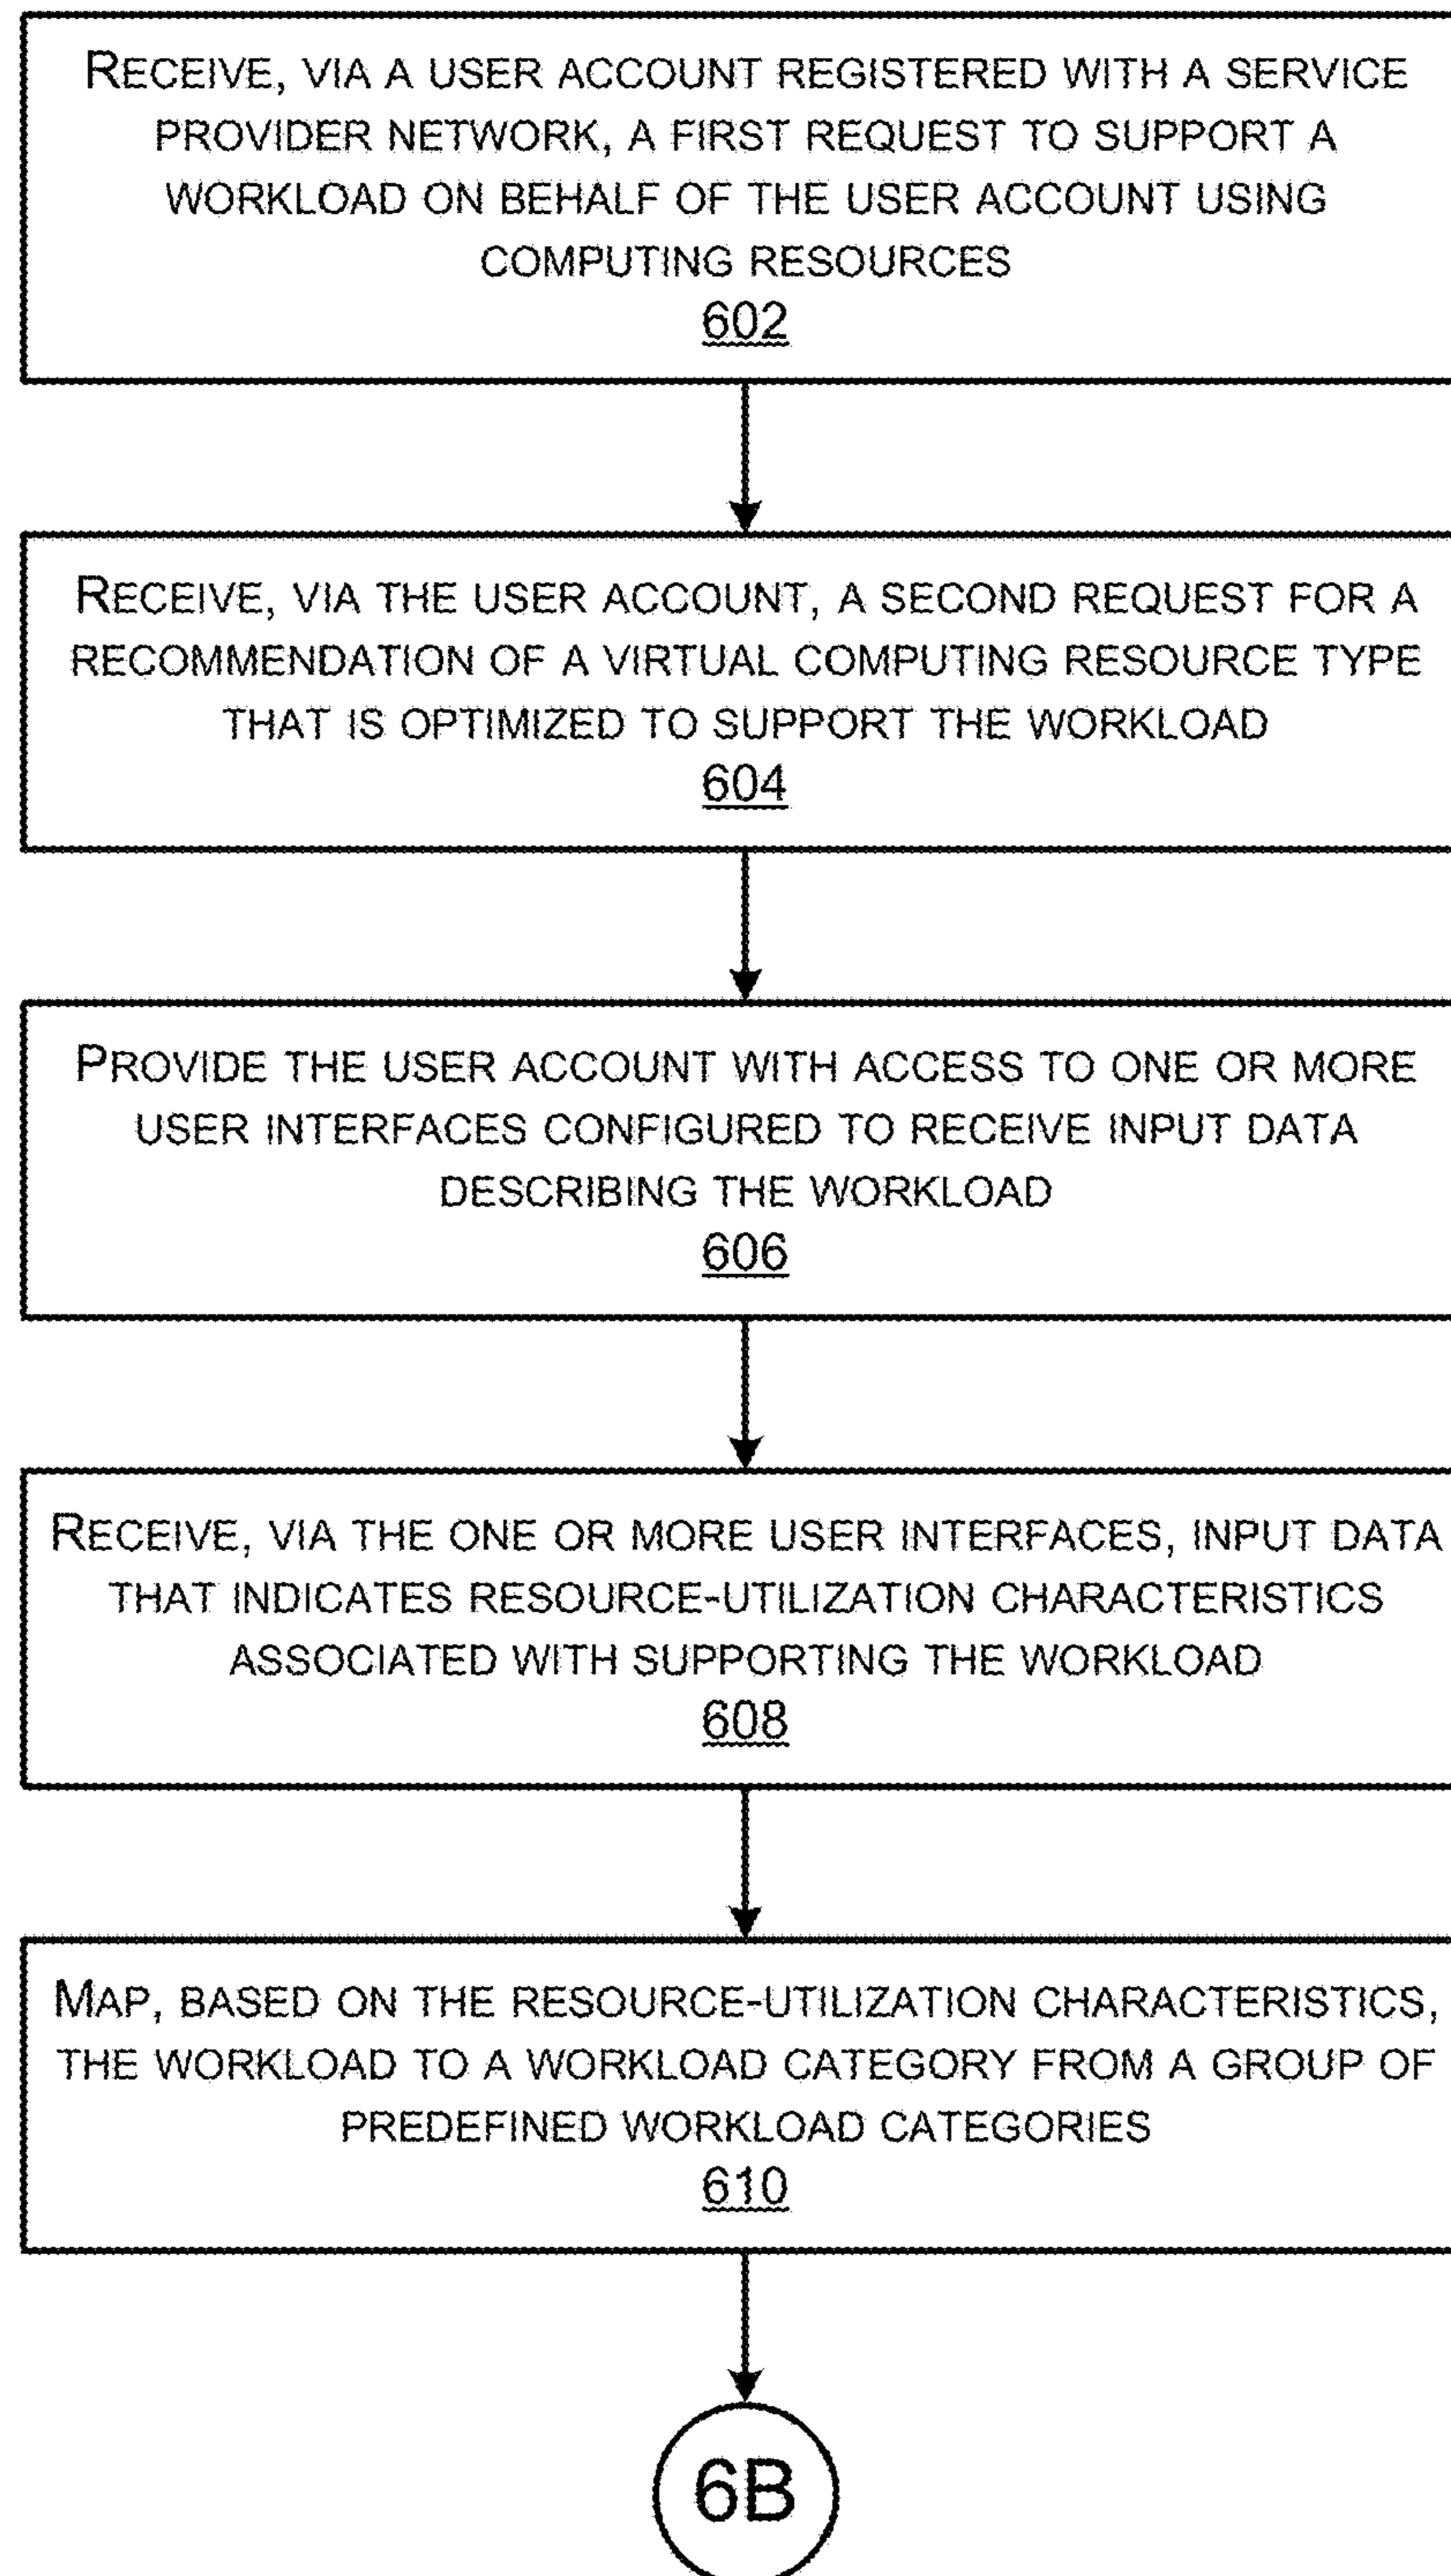 RECEIVE, VIA A USER ACCOUNT REGISTERED WITH A SERVICE
PROVIDER NETWORK, A FIRST REQUEST TO SUPPORT A
WORKLOAD ON BEHALF OF THE USER ACCOUNT USING
COMPUTING RESOURCES
602
RECEIVE, VIA THE USER ACCOUNT, A SECOND REQUEST FOR A
RECOMMENDATION OF A VIRTUAL COMPUTING RESOURCE TYPE
THAT IS OPTIMIZED TO SUPPORT THE WORKLOAD
604
PROVIDE THE USER ACCOUNT WITH ACCESS TO ONE OR MORE
USER INTERFACES CONFIGURED TO RECEIVE INPUT DATA
DESCRIBING THE WORKLOAD
606
RECEIVE, VIA THE ONE OR MORE USER INTERFACES, INPUT DATA
THAT INDICATES RESOURCE-UTILIZATION CHARACTERISTICS
ASSOCIATED WITH SUPPORTING THE WORKLOAD
608
MAP, BASED ON THE RESOURCE-UTILIZATION CHARACTERISTICS,
THE WORKLOAD TO A WORKLOAD CATEGORY FROM A GROUP OF
PREDEFINED WORKLOAD CATEGORIES
610
6B